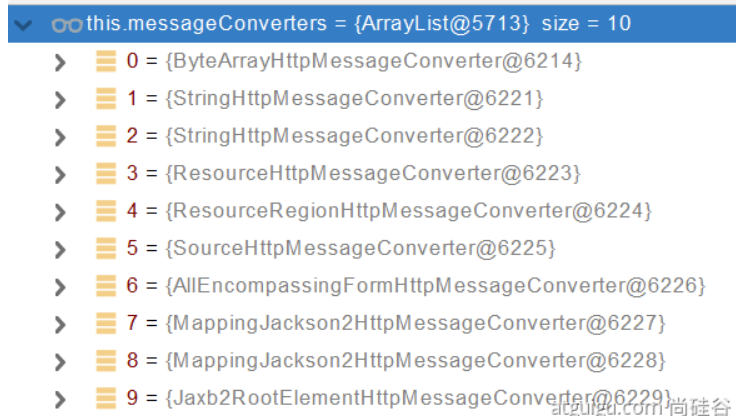 this.messageConverters = {ArrayList@5713} size = 10
0 = {ByteArrayHttpMessageConverter@6214}
1 = {StringHttpMessageConverter@6221}
2 = {StringHttpMessageConverter@6222}
3 = {ResourceHttpMessageConverter@6223}
4 = {ResourceRegionHttpMessageConverter@6224}
5 = {SourceHttpMessageConverter@6225}
6 = {AllEncompassingFormHttpMessageConverter@6226}
7 = {MappingJackson2HttpMessageConverter@6227}
8 = {MappingJackson2HttpMessageConverter@6228}
9 = {Jaxb2RootElementHttpMessageConverter@6229}
atguigu.com 尚硅谷